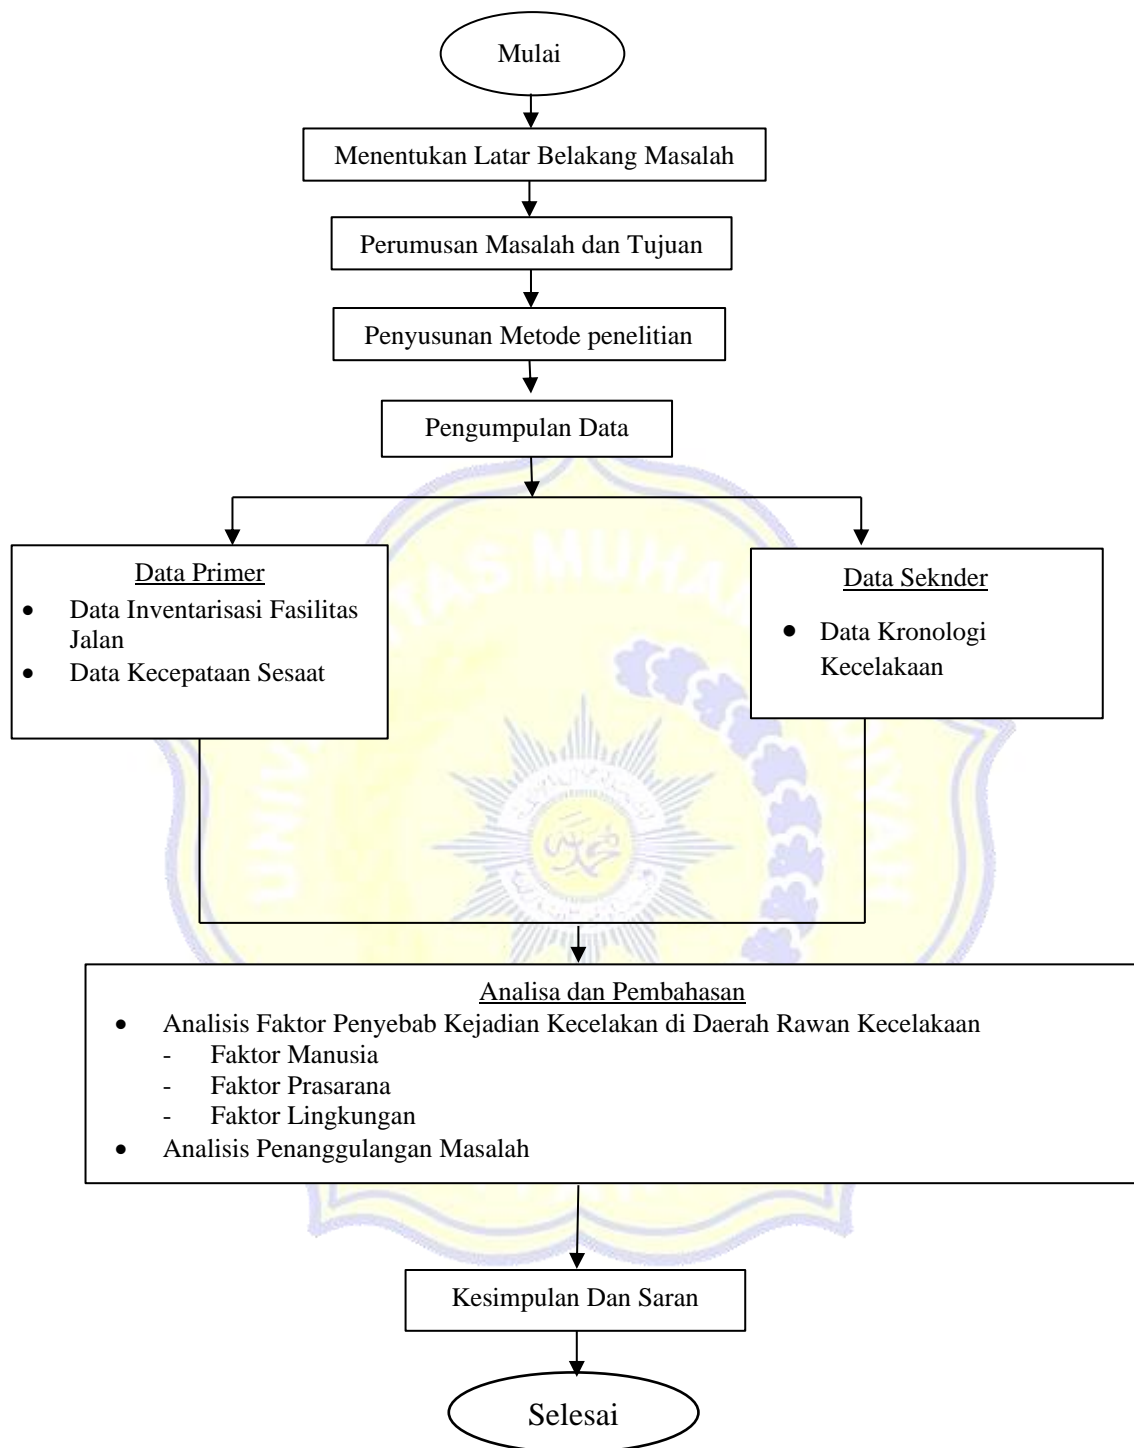 Mulai
Menentukan Latar Belakang Masalah
Perumusan Masalah dan Tujuan
Penyusunan Metode penelitian
Pengumpulan Data
Data Primer
• Data Inventarisasi Fasilitas
Jalan
• Data Kecepataan Sesaat
Data Seknder
• Data Kronologi
Kecelakaan
Analisa dan Pembahasan
• Analisis Faktor Penyebab Kejadian Kecelakan di Daerah Rawan Kecelakaan
- Faktor Manusia
- Faktor Prasarana
- Faktor Lingkungan
• Analisis Penanggulangan Masalah
Kesimpulan Dan Saran
Selesai